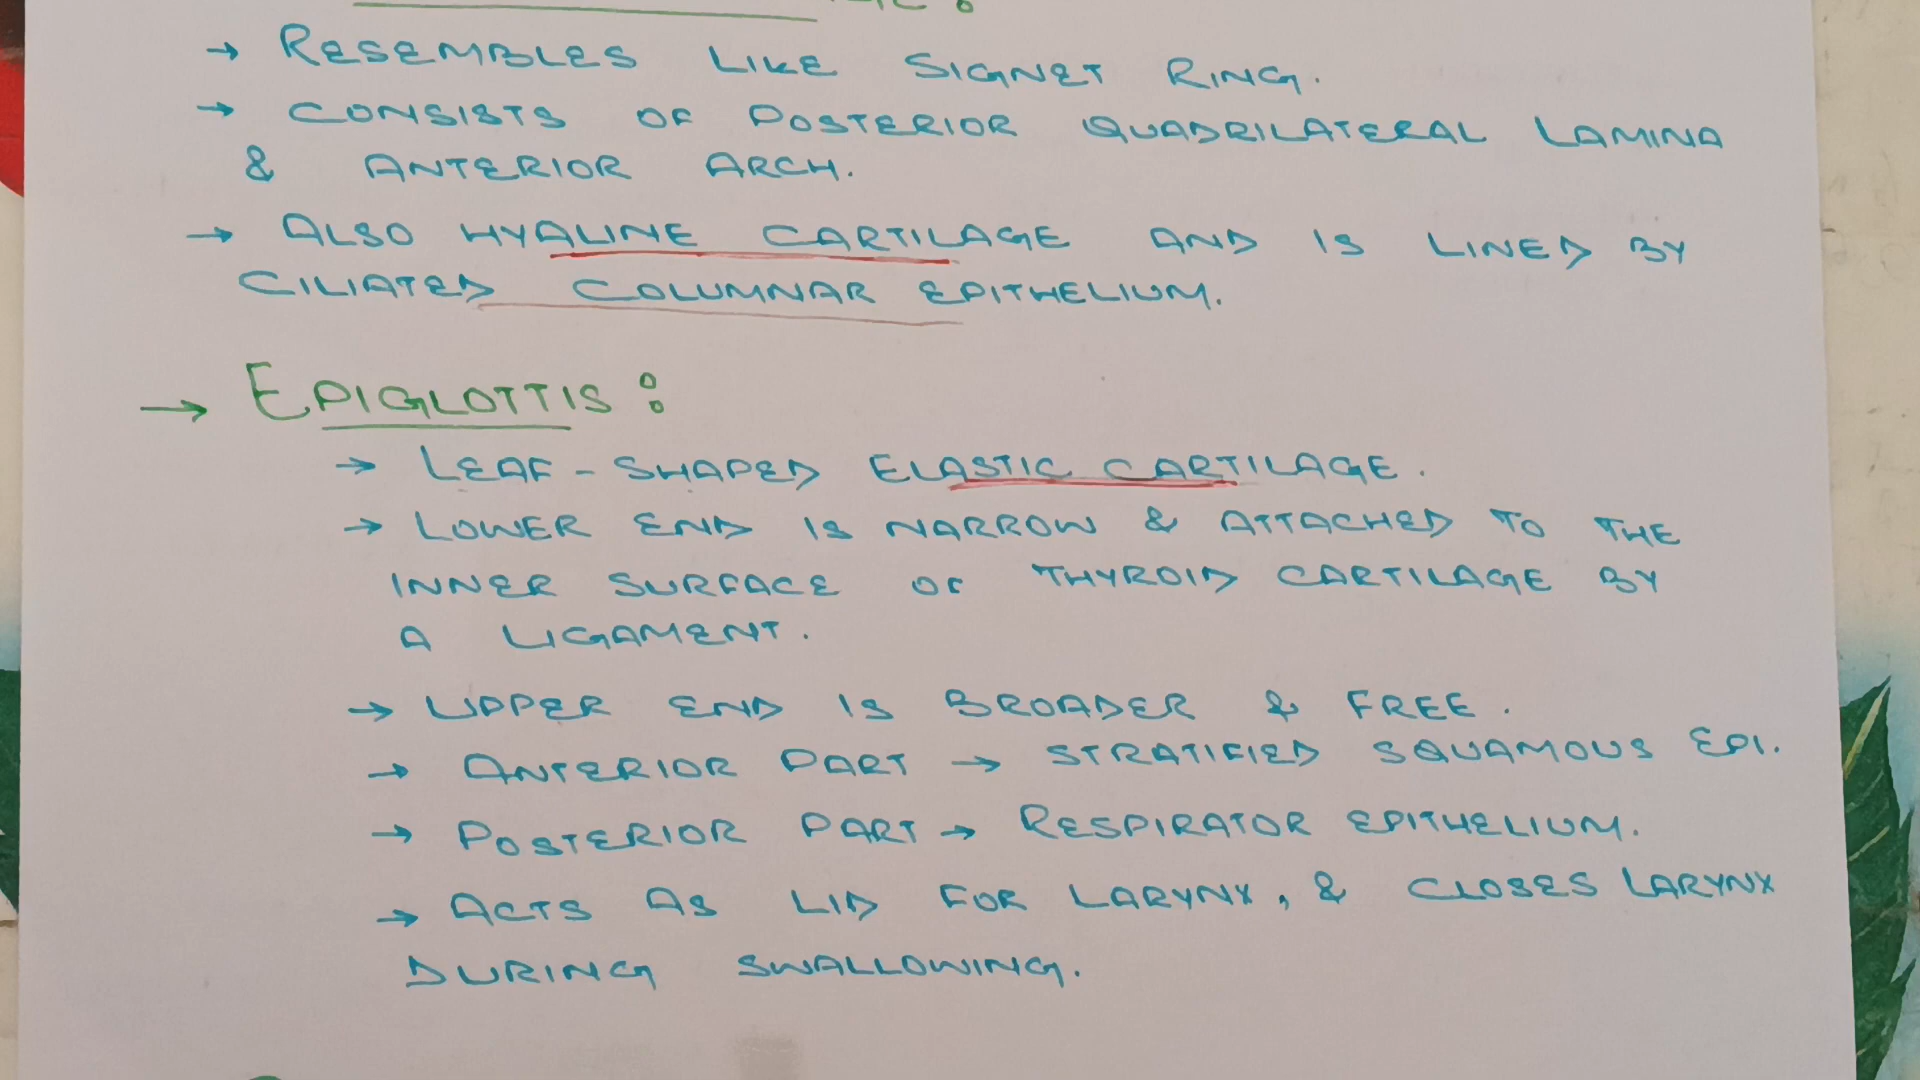 → RESEMBLES LIKE SIGNET RING.
→ CONSISTS OF POSTERIOR QUADRILATERAL LAMINA
& ANTERIOR ARCH.
→ ALSO HYALINE CARTILAGE AND IS LINED BY
CILIATED COLUMNAR EPITHELIUM.
→ EPIGLOTTIS :
→ LEAF - SHAPED ELASTIC CARTILAGE.
→ LOWER END IS NARROW & ATTACHED TO THE
INNER SURFACE OF THYROID CARTILAGE BY
A LIGAMENT.
→ UPPER END IS BROADER & FREE.
→ ANTERIOR PART → STRATIFIED SQUAMOUS EPI.
→ POSTERIOR PART → RESPIRATOR EPITHELIUM.
→ ACTS AS LID FOR LARYNX, & CLOSES LARYNX
DURING SWALLOWING.